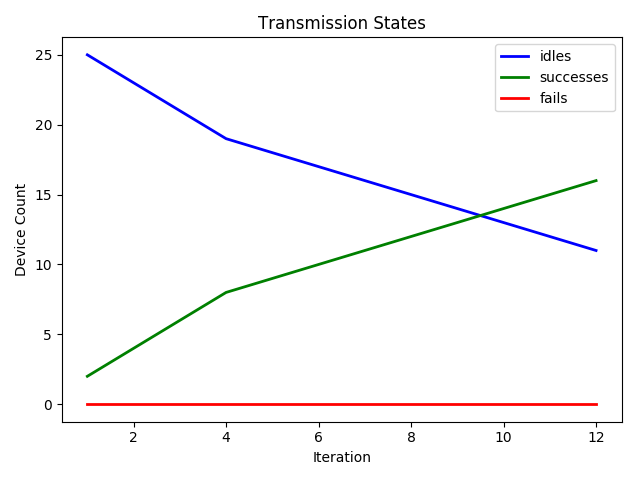 Transmission States
idles
successes
fails
Device Count
25
20
15
10
5
0
2 4 6 8 10 12
Iteration